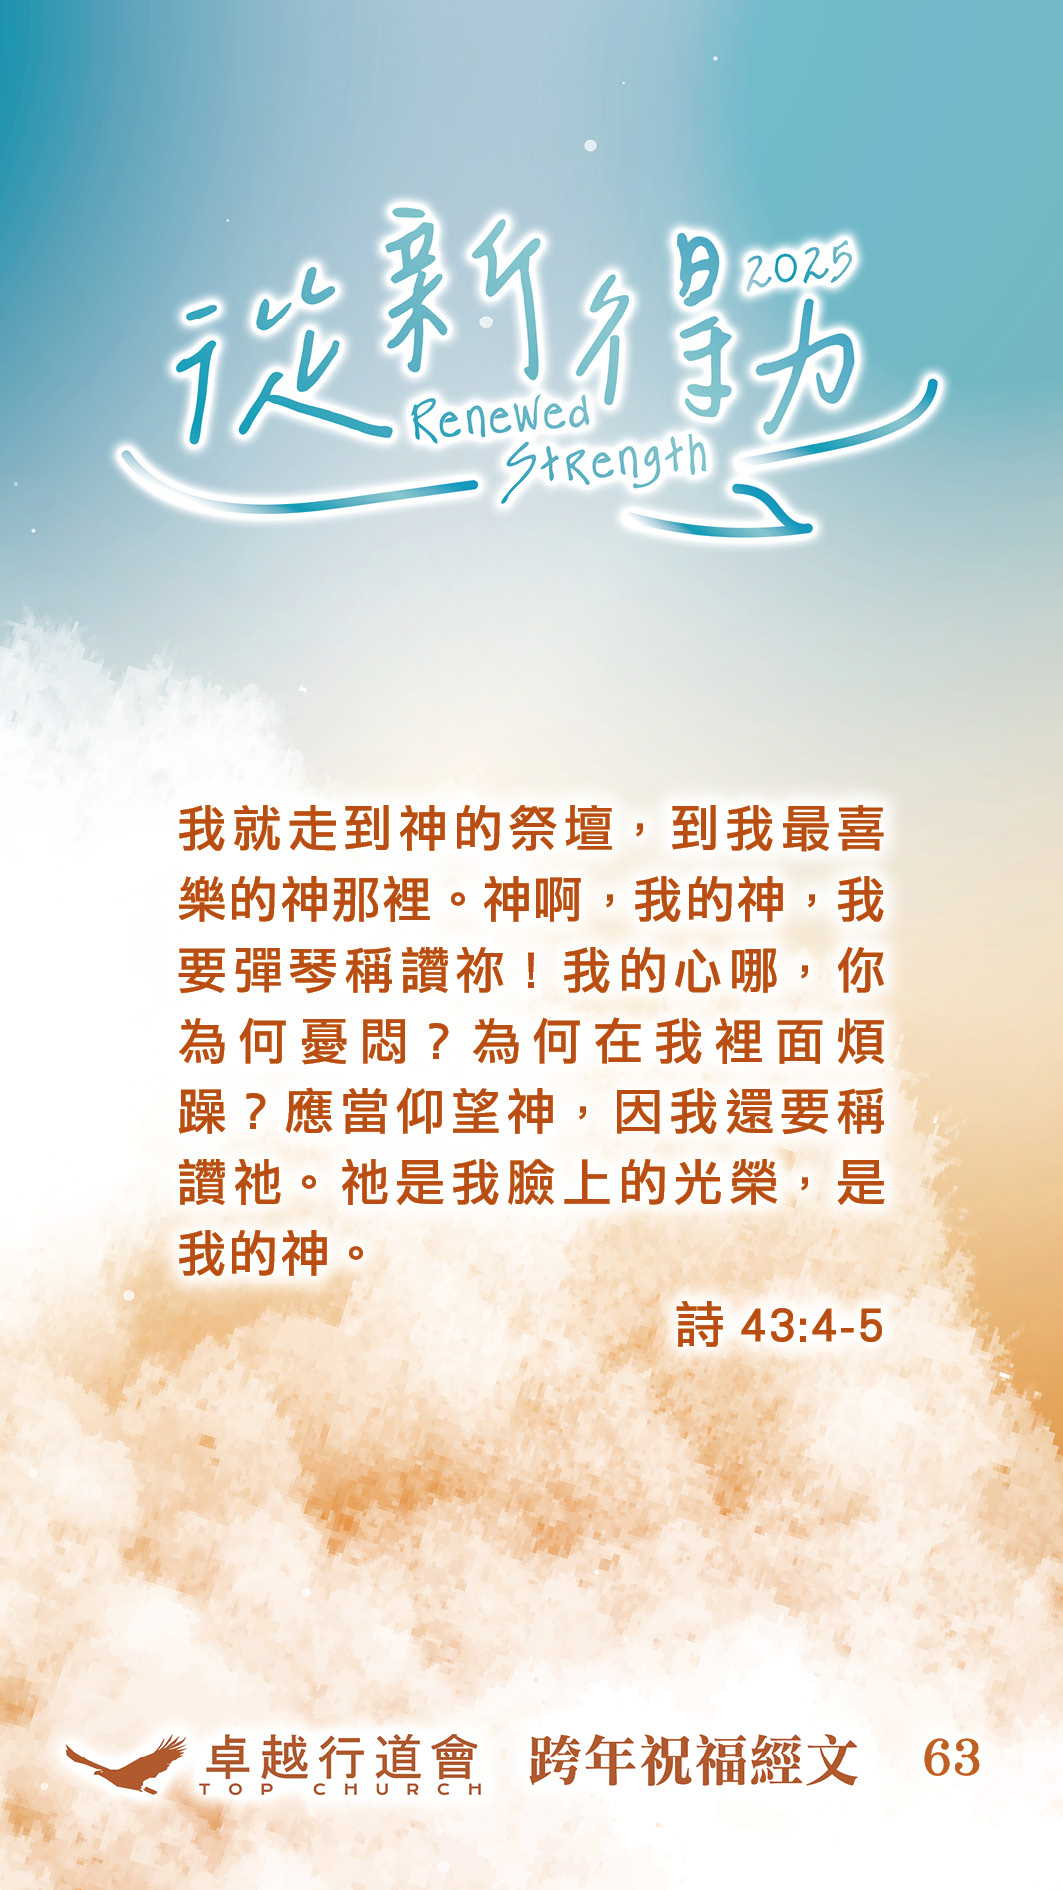 從新得力 2025
Renewed
Strength
我就走到神的祭壇，到我最喜
樂的神那裡。神啊，我的神，我
要彈琴稱讚祢！我的心哪，你
為何憂悶？為何在我裡面煩
躁？應當仰望神，因我還要稱
讚祂。祂是我臉上的光榮，是
我的神。
詩 43:4-5
卓越行道會 跨年祝福經文 63
TOP CHURCH